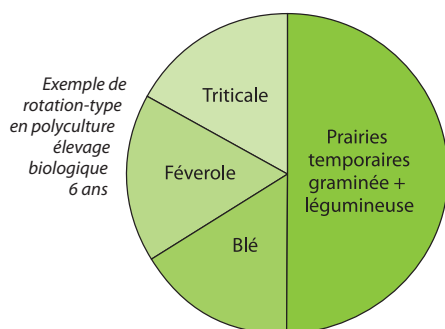 Exemple de
rotation-type
en polyculture
élevage
biologique
6 ans
Triticale
Féverole
Blé
Prairies
temporaires
graminée +
légumineuse